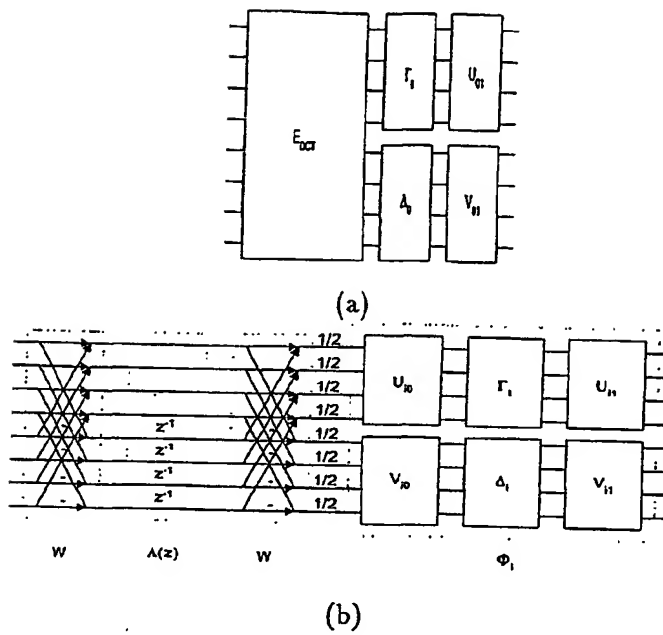 E_DCT Γ_0 U_01
Δ_0 V_01
(a)
1/2
1/2
1/2
1/2
z⁻¹ 1/2
z⁻¹ 1/2
z⁻¹ 1/2
z⁻¹ 1/2
- - - -
- - - -
U_i0 Γ_i U_i1
V_i0 Δ_i V_i1
W Λ(z) W Φ_i
(b)